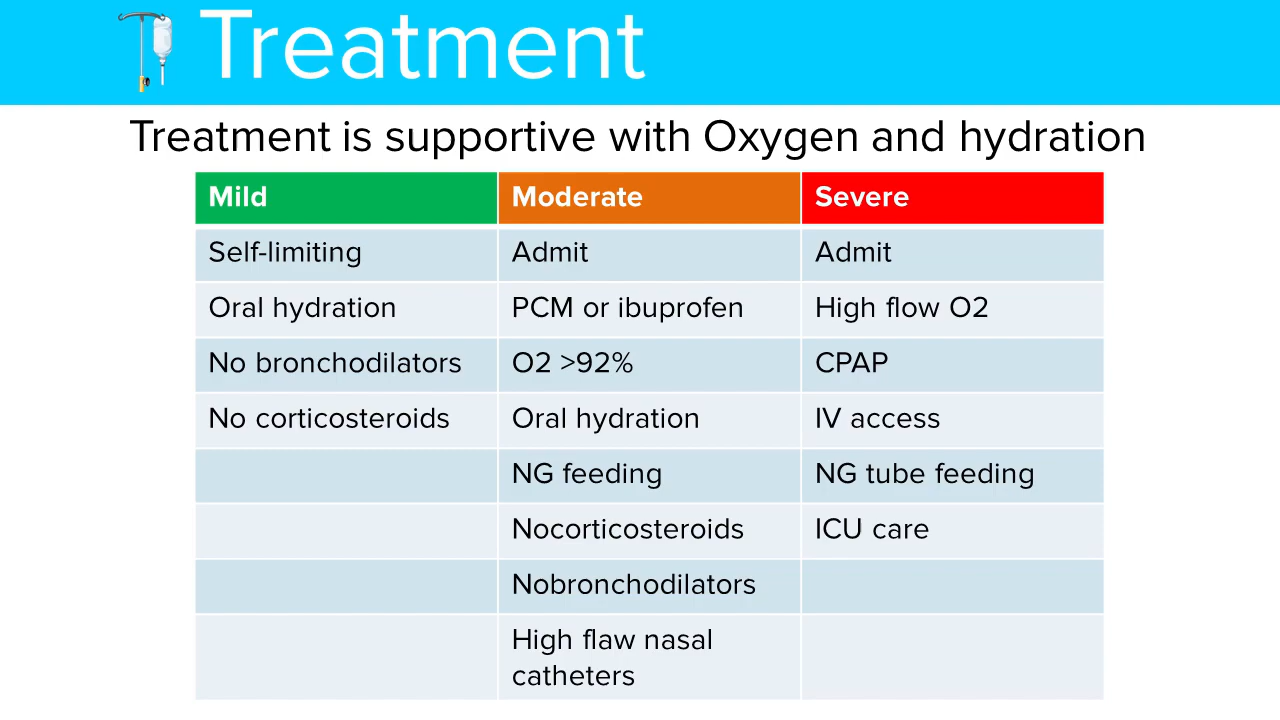 Treatment
Treatment is supportive with Oxygen and hydration
Mild Moderate Severe
Self-limiting Admit Admit
Oral hydration PCM or ibuprofen High flow O2
No bronchodilators O2 >92% CPAP
No corticosteroids Oral hydration IV access
NG feeding NG tube feeding
Nocorticosteroids ICU care
Nobronchodilators
High flaw nasal
catheters